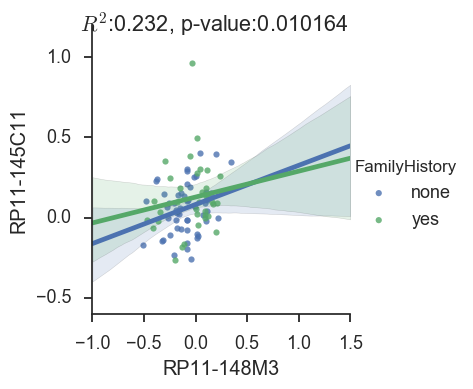 R²:0.232, p-value:0.010164
1.0
0.5
0.0
−0.5
RP11-145C11
−1.0 −0.5 0.0 0.5 1.0 1.5
RP11-148M3
FamilyHistory
none
yes